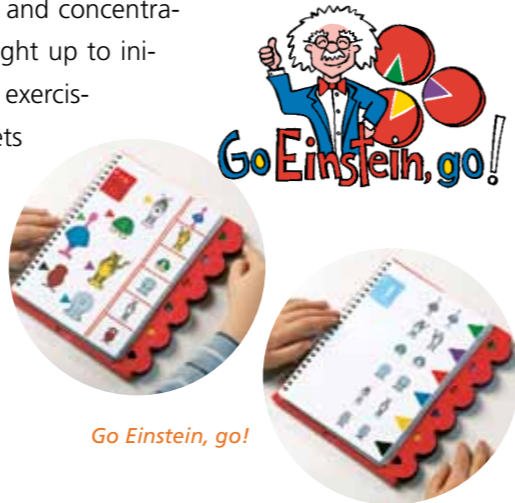 and concentra-
ght up to ini-
exercis-
ets
Go Einstein, go!
Go Einstein, go!